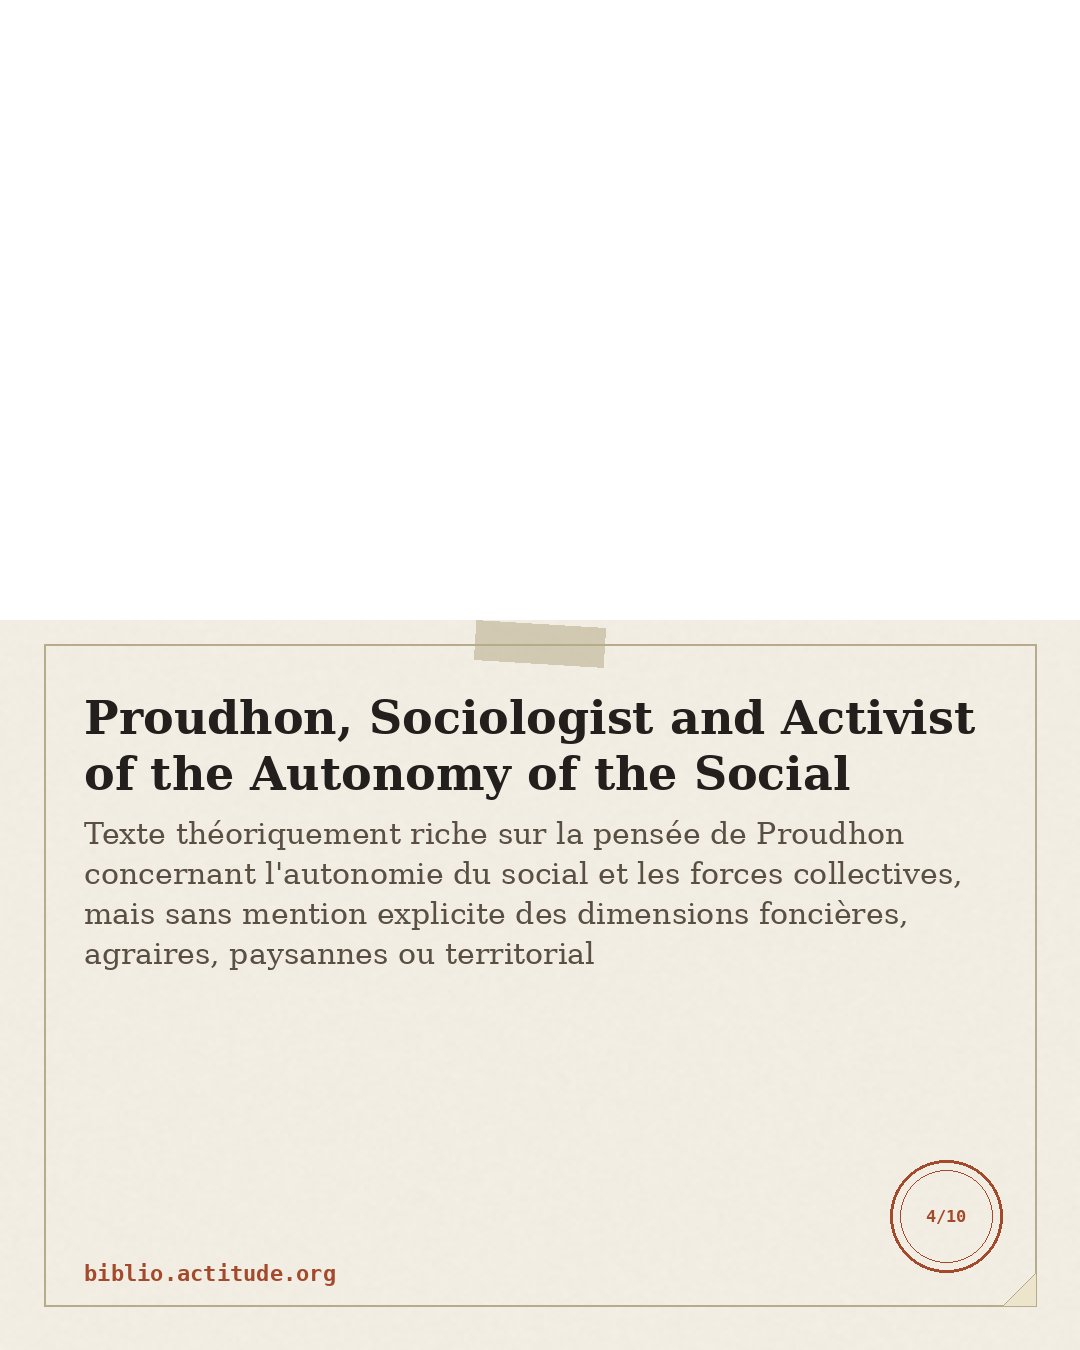 Proudhon, Sociologist and Activist
of the Autonomy of the Social
Texte théoriquement riche sur la pensée de Proudhon
concernant l'autonomie du social et les forces collectives,
mais sans mention explicite des dimensions foncières,
agraires, paysannes ou territorial
4/10
biblio.actitude.org